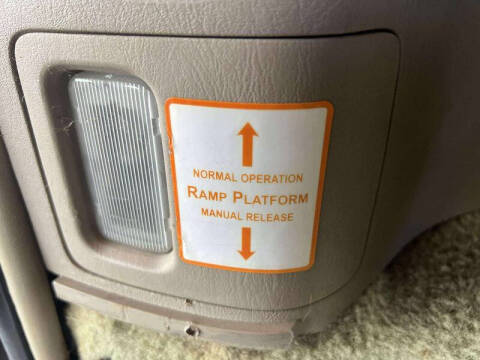 NORMAL OPERATION
RAMP PLATFORM
MANUAL RELEASE